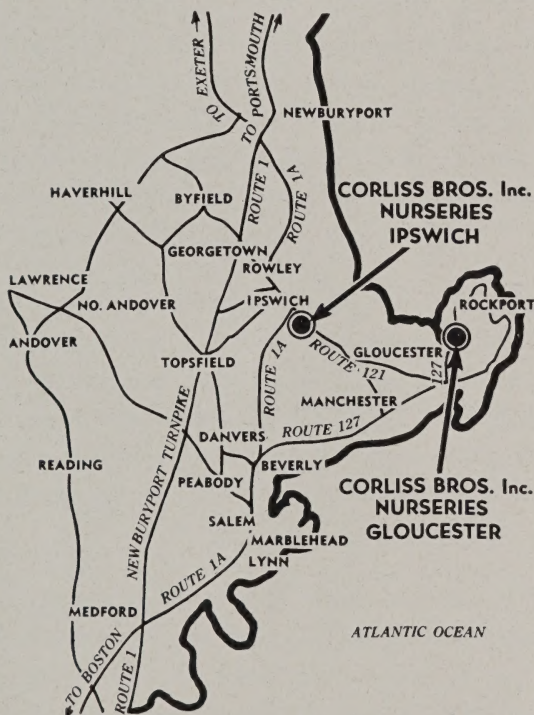 TO EXETER
TO PORTSMOUTH
NEWBURYPORT
ROUTE 1
ROUTE 1A
HAVERHILL
BYFIELD
CORLISS BROS. Inc.
NURSERIES
IPSWICH
GEORGETOWN
ROWLEY
LAWRENCE
NO. ANDOVER
IPSWICH
ROCKPORT
ANDOVER
TOPSFIELD
ROUTE 1A
ROUTE 121
GLOUCESTER
127
MANCHESTER
NEWBURYPORT TURNPIKE
DANVERS
ROUTE 127
READING
BEVERLY
PEABODY
CORLISS BROS. Inc.
NURSERIES
GLOUCESTER
SALEM
MARBLEHEAD
LYNN
ROUTE 1A
MEDFORD
ATLANTIC OCEAN
TO BOSTON
ROUTE 1